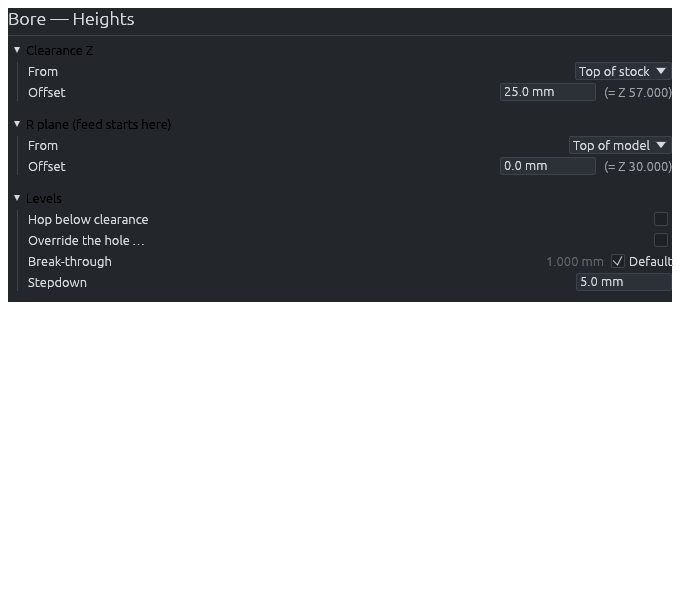 Bore — Heights
Clearance Z
From Top of stock
Offset 25.0 mm (= Z 57.000)
R plane (feed starts here)
From Top of model
Offset 0.0 mm (= Z 30.000)
Levels
Hop below clearance
Override the hole ...
Break-through 1.000 mm Default
Stepdown 5.0 mm